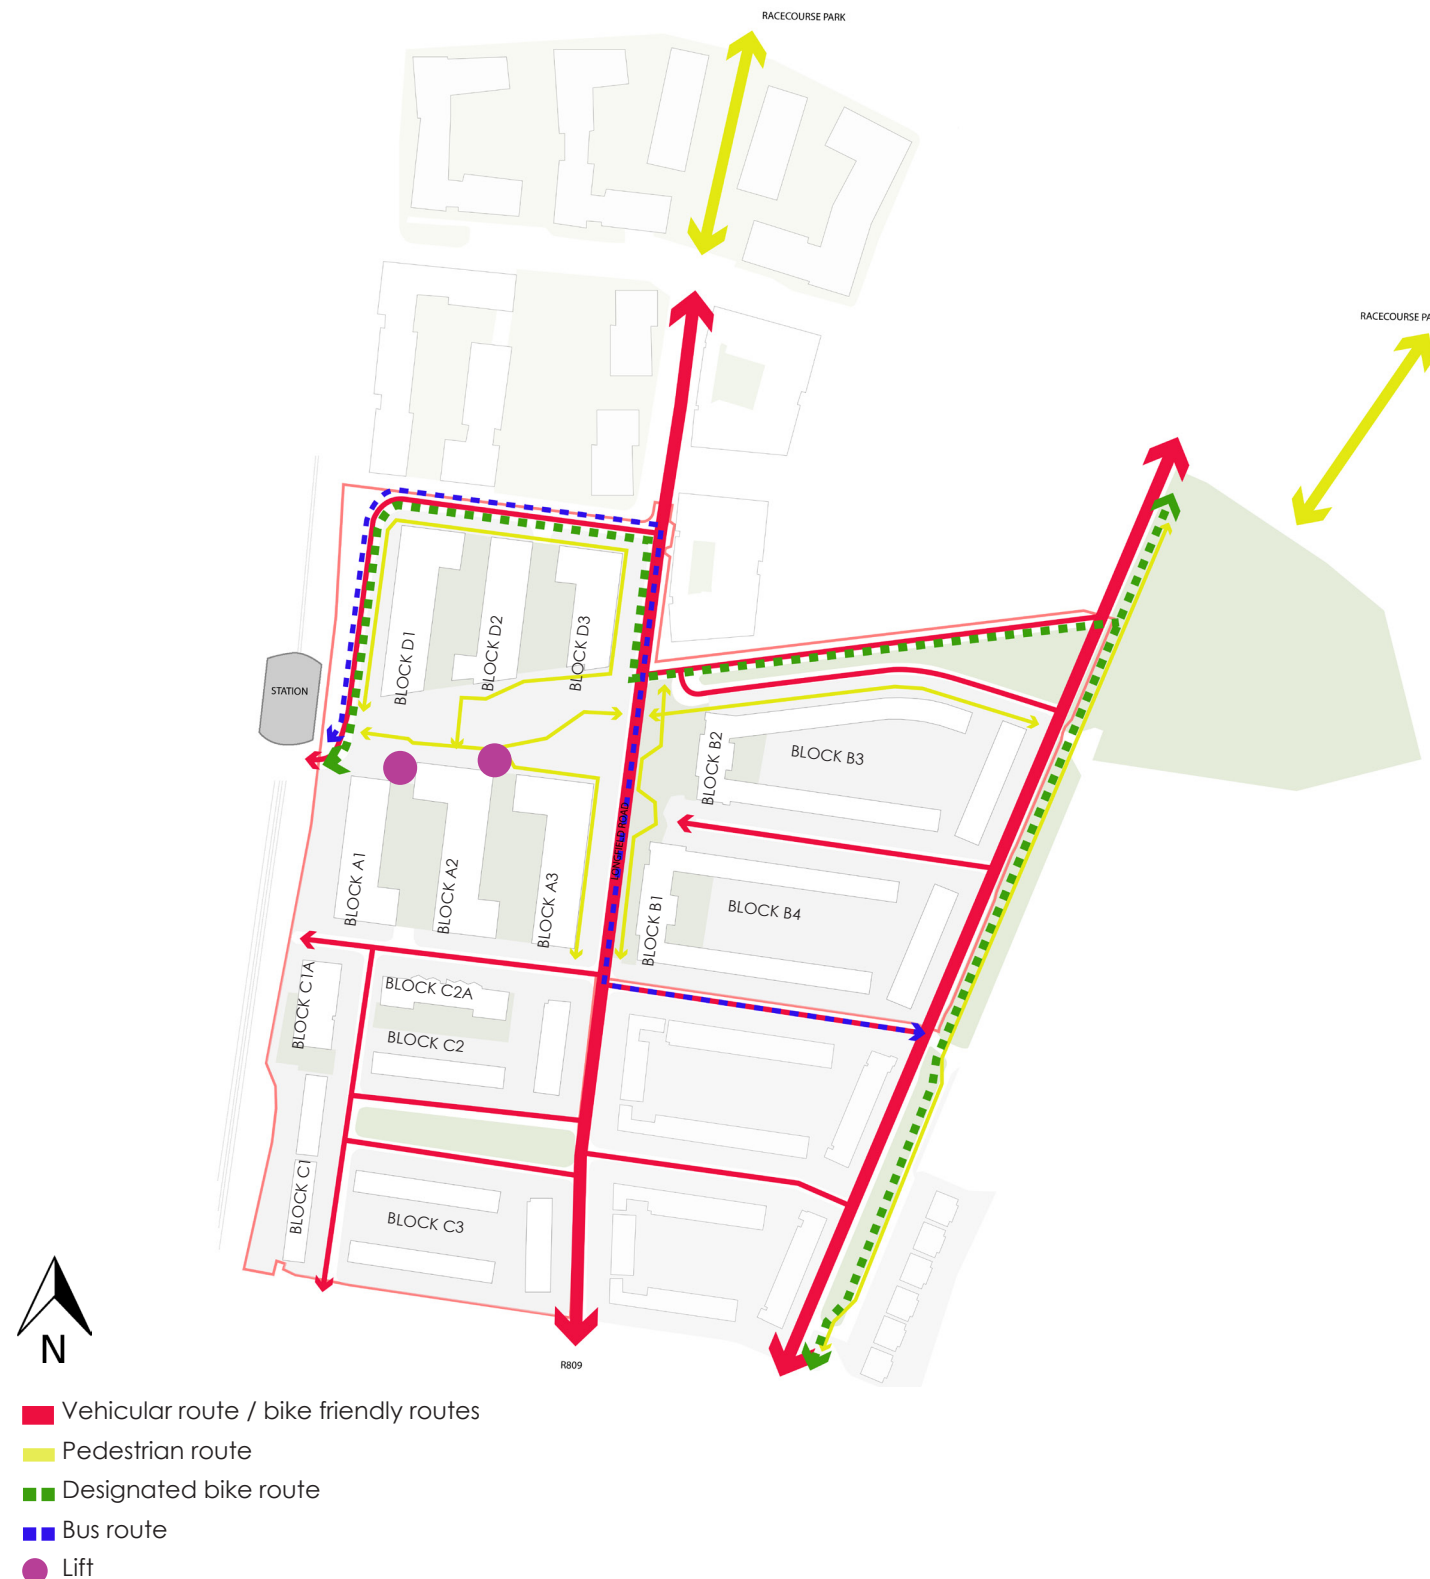 RACECOURSE PARK
RACECOURSE PA
STATION
BLOCK D1
BLOCK D2
BLOCK D3
BLOCK B2
BLOCK B3
LONGFIELD ROAD
BLOCK A1
BLOCK A2
BLOCK A3
BLOCK B1
BLOCK B4
BLOCK C1A
BLOCK C2A
BLOCK C2
BLOCK C1
BLOCK C3
N
R809
Vehicular route / bike friendly routes
Pedestrian route
Designated bike route
Bus route
Lift